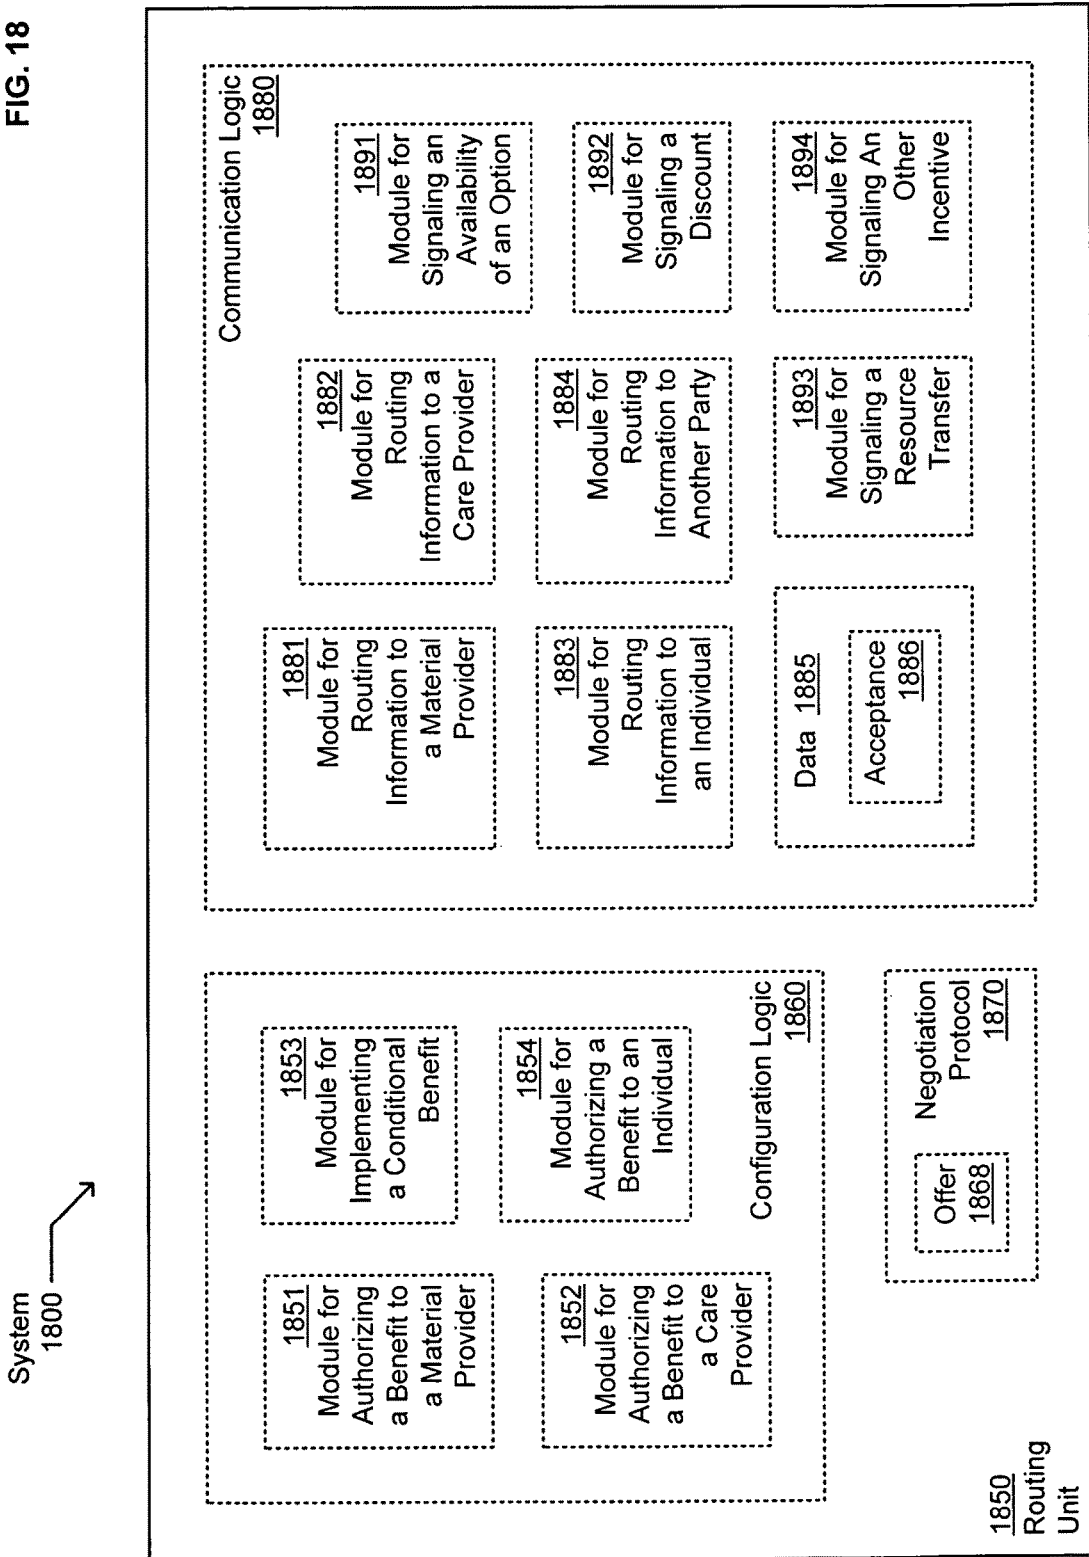 FIG. 18
System
1800
1851
Module for
Authorizing
a Benefit to
a Material
Provider
1853
Module for
Implementing
a Conditional
Benefit
1852
Module for
Authorizing
a Benefit to
a Care
Provider
1854
Module for
Authorizing a
Benefit to an
Individual
Configuration Logic
1860
Offer
1868
Negotiation
Protocol
1870
1850
Routing
Unit
Communication Logic
1880
1881
Module for
Routing
Information to
a Material
Provider
1882
Module for
Routing
Information to a
Care Provider
1891
Module for
Signaling an
Availability
of an Option
1883
Module for
Routing
Information to
an Individual
1884
Module for
Routing
Information to
Another Party
1892
Module for
Signaling a
Discount
Data 1885
Acceptance
1886
1893
Module for
Signaling a
Resource
Transfer
1894
Module for
Signaling An
Other
Incentive